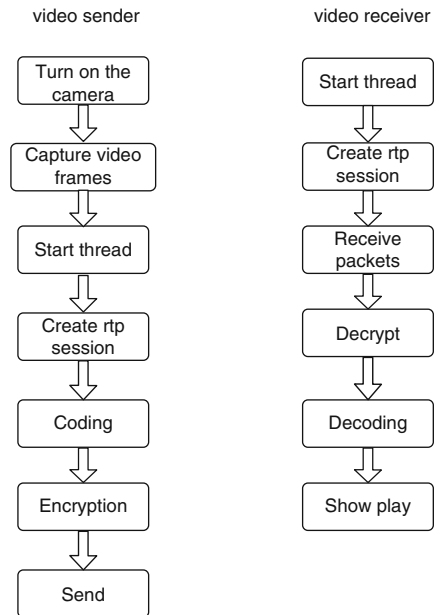 video sender
Turn on the
camera
Capture video
frames
Start thread
Create rtp
session
Coding
Encryption
Send
video receiver
Start thread
Create rtp
session
Receive
packets
Decrypt
Decoding
Show play